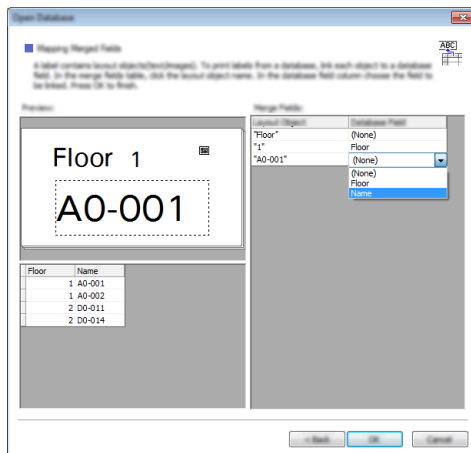 Open Database
Mapping Merged Fields
A label contains layout objects(text/images). To print labels from a database, link each object to a database
field. In the merge fields table, click the layout object name. In the database field column choose the field to
be linked. Press OK to finish.
ABC
Preview:
Merge Fields:
Layout Object Database Field
"Floor" (None)
"1" Floor
"A0-001" (None)
(None)
Floor
Name
Floor 1
A0-001
Floor Name
1 A0-001
1 A0-002
2 D0-011
2 D0-014
< Back OK Cancel